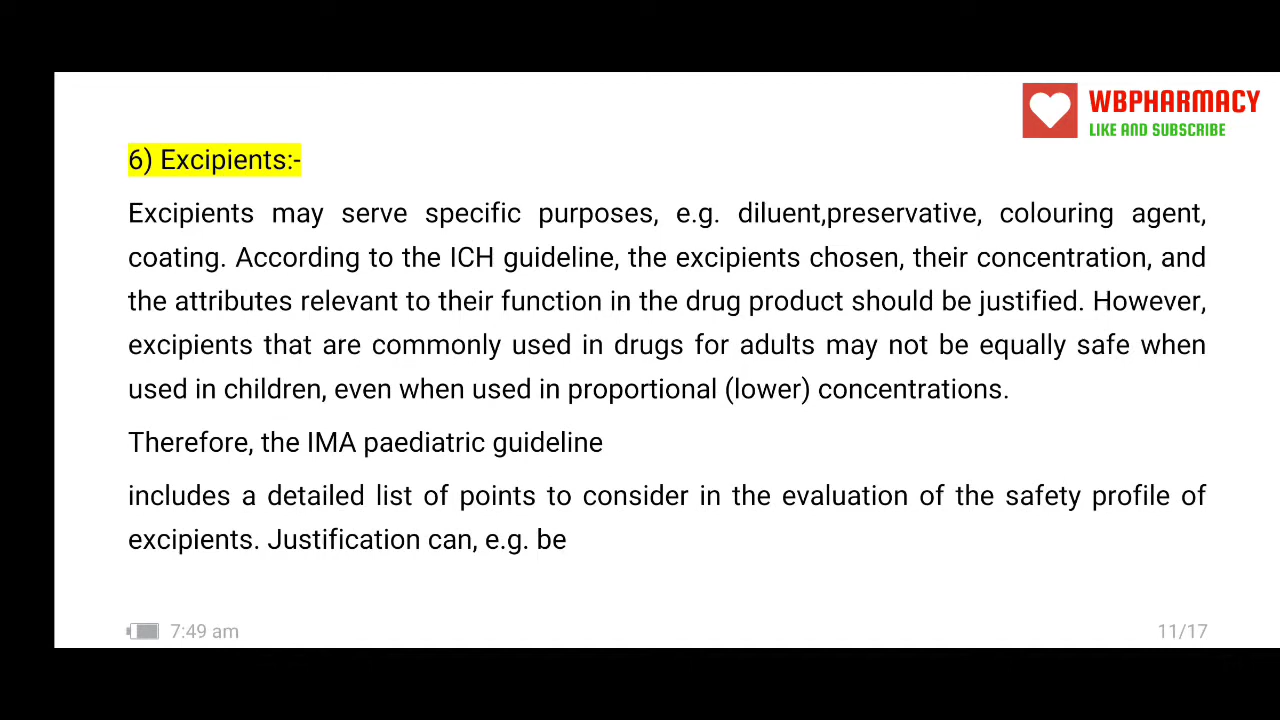 WBPHARMACY
LIKE AND SUBSCRIBE
6) Excipients:-
Excipients may serve specific purposes, e.g. diluent,preservative, colouring agent,
coating. According to the ICH guideline, the excipients chosen, their concentration, and
the attributes relevant to their function in the drug product should be justified. However,
excipients that are commonly used in drugs for adults may not be equally safe when
used in children, even when used in proportional (lower) concentrations.
Therefore, the IMA paediatric guideline
includes a detailed list of points to consider in the evaluation of the safety profile of
excipients. Justification can, e.g. be
7:49 am
11/17